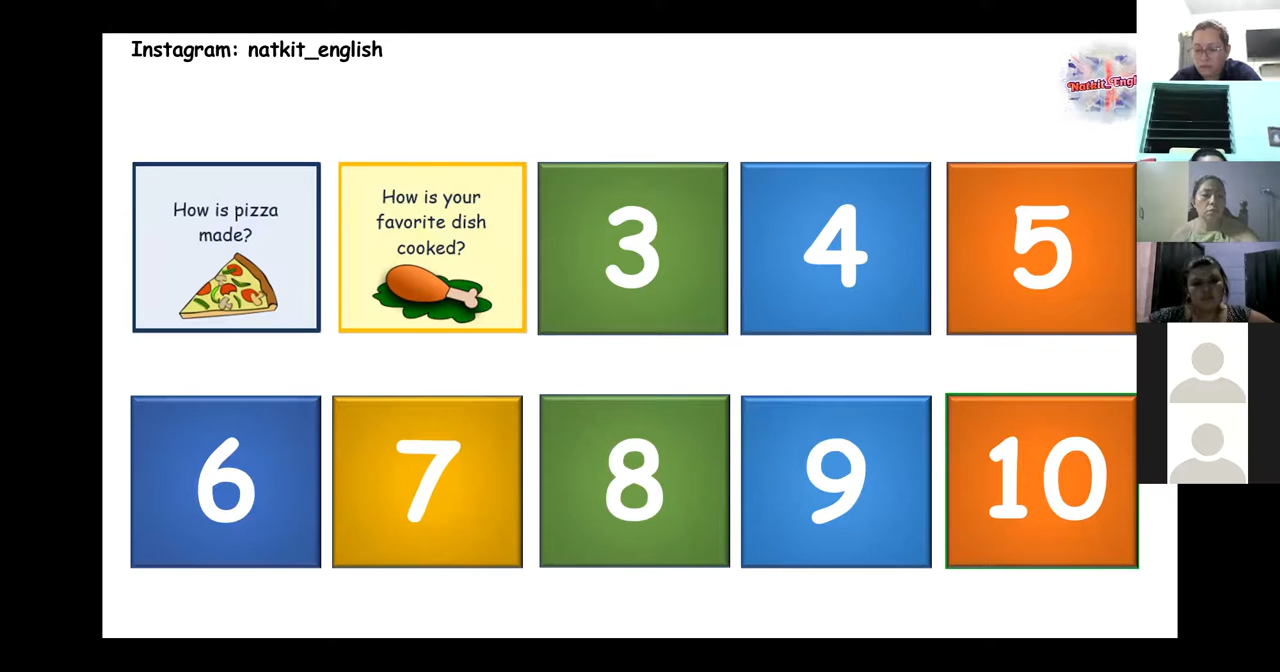 Instagram: natkit_english
Natkit_Engl
How is pizza
made?
How is your
favorite dish
cooked?
3
4
5
6
7
8
9
10